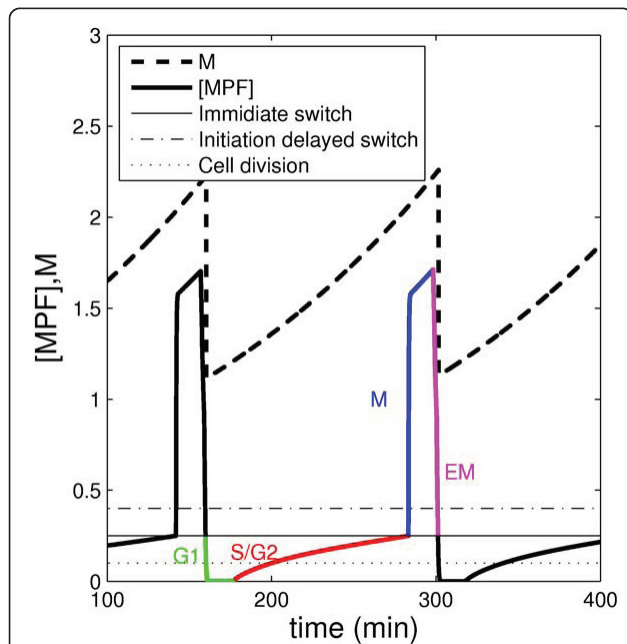 3
2.5
2
1.5
1
0.5
0
[MPF],M
M
[MPF]
Immidiate switch
Initiation delayed switch
Cell division
M
EM
G1
S/G2
100
200
300
400
time (min)